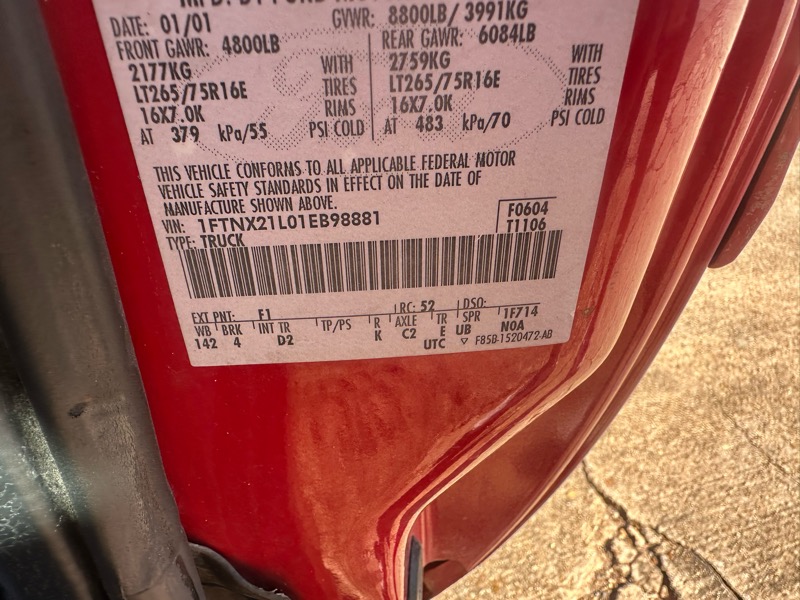 DATE: 01/01 GVWR: 8800LB/ 3991KG
FRONT GAWR: 4800LB REAR GAWR: 6084LB
2177KG WITH 2759KG WITH
LT265/75R16E TIRES LT265/75R16E TIRES
16X7.0K RIMS 16X7.0K RIMS
AT 379 kPa/55 PSI COLD AT 483 kPa/70 PSI COLD
THIS VEHICLE CONFORMS TO ALL APPLICABLE FEDERAL MOTOR
VEHICLE SAFETY STANDARDS IN EFFECT ON THE DATE OF
MANUFACTURE SHOWN ABOVE.
VIN: 1FTNX21L01EB98881 F0604
TYPE: TRUCK T1106
EXT PNT: F1 RC: 52 DSO:
WB BRK INT TR TP/PS R AXLE TR SPR 1F714
142 4 D2 K C2 E UB N0A
UTC ▽ F85B-1520472-AB